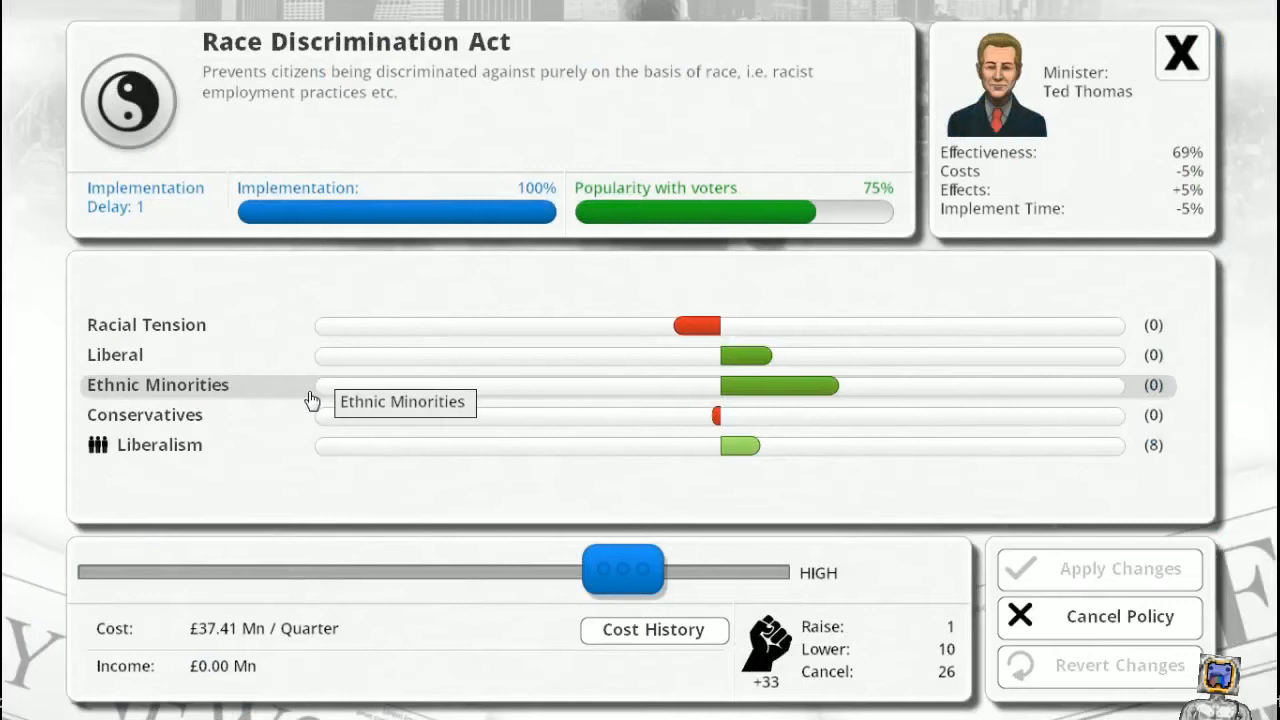 Race Discrimination Act
Prevents citizens being discriminated against purely on the basis of race, i.e. racist
employment practices etc.
Implementation
Delay: 1
Implementation: 100%
Popularity with voters 75%
X
Minister:
Ted Thomas
Effectiveness: 69%
Costs -5%
Effects: +5%
Implement Time: -5%
Racial Tension (0)
Liberal (0)
Ethnic Minorities (0)
Ethnic Minorities
Conservatives (0)
Liberalism (8)
HIGH
Cost: £37.41 Mn / Quarter
Cost History
Income: £0.00 Mn
+33
Raise: 1
Lower: 10
Cancel: 26
Apply Changes
Cancel Policy
Revert Changes